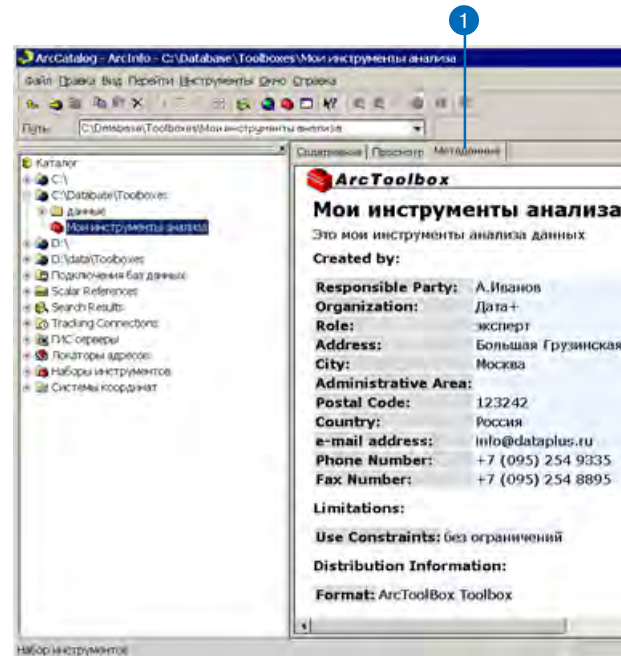 1
ArcCatalog - ArcInfo - C:\Database\Toolboxes\Мои инструменты анализа
Файл Правка Вид Перейти Инструменты Окно Справка
Путь: C:\Database\Toolboxes\Мои инструменты анализа
Содержание Просмотр Метаданные
Каталог
C:\
C:\Database\Toolboxes
данные
Мои инструменты анализа
D:\
D:\data\Toolboxes
Подключения баз данных
Scalar References
Search Results
Tracking Connections
ГИС серверы
Локаторы адресов
Наборы инструментов
Системы координат
ArcToolbox
Мои инструменты анализа
Это мои инструменты анализа данных
Created by:
Responsible Party: А.Иванов
Organization: Дата+
Role: эксперт
Address: Большая Грузинская
City: Москва
Administrative Area:
Postal Code: 123242
Country: Россия
e-mail address: info@dataplus.ru
Phone Number: +7 (095) 254 9335
Fax Number: +7 (095) 254 8895
Limitations:
Use Constraints: без ограничений
Distribution Information:
Format: ArcToolBox Toolbox
Набор инструментов